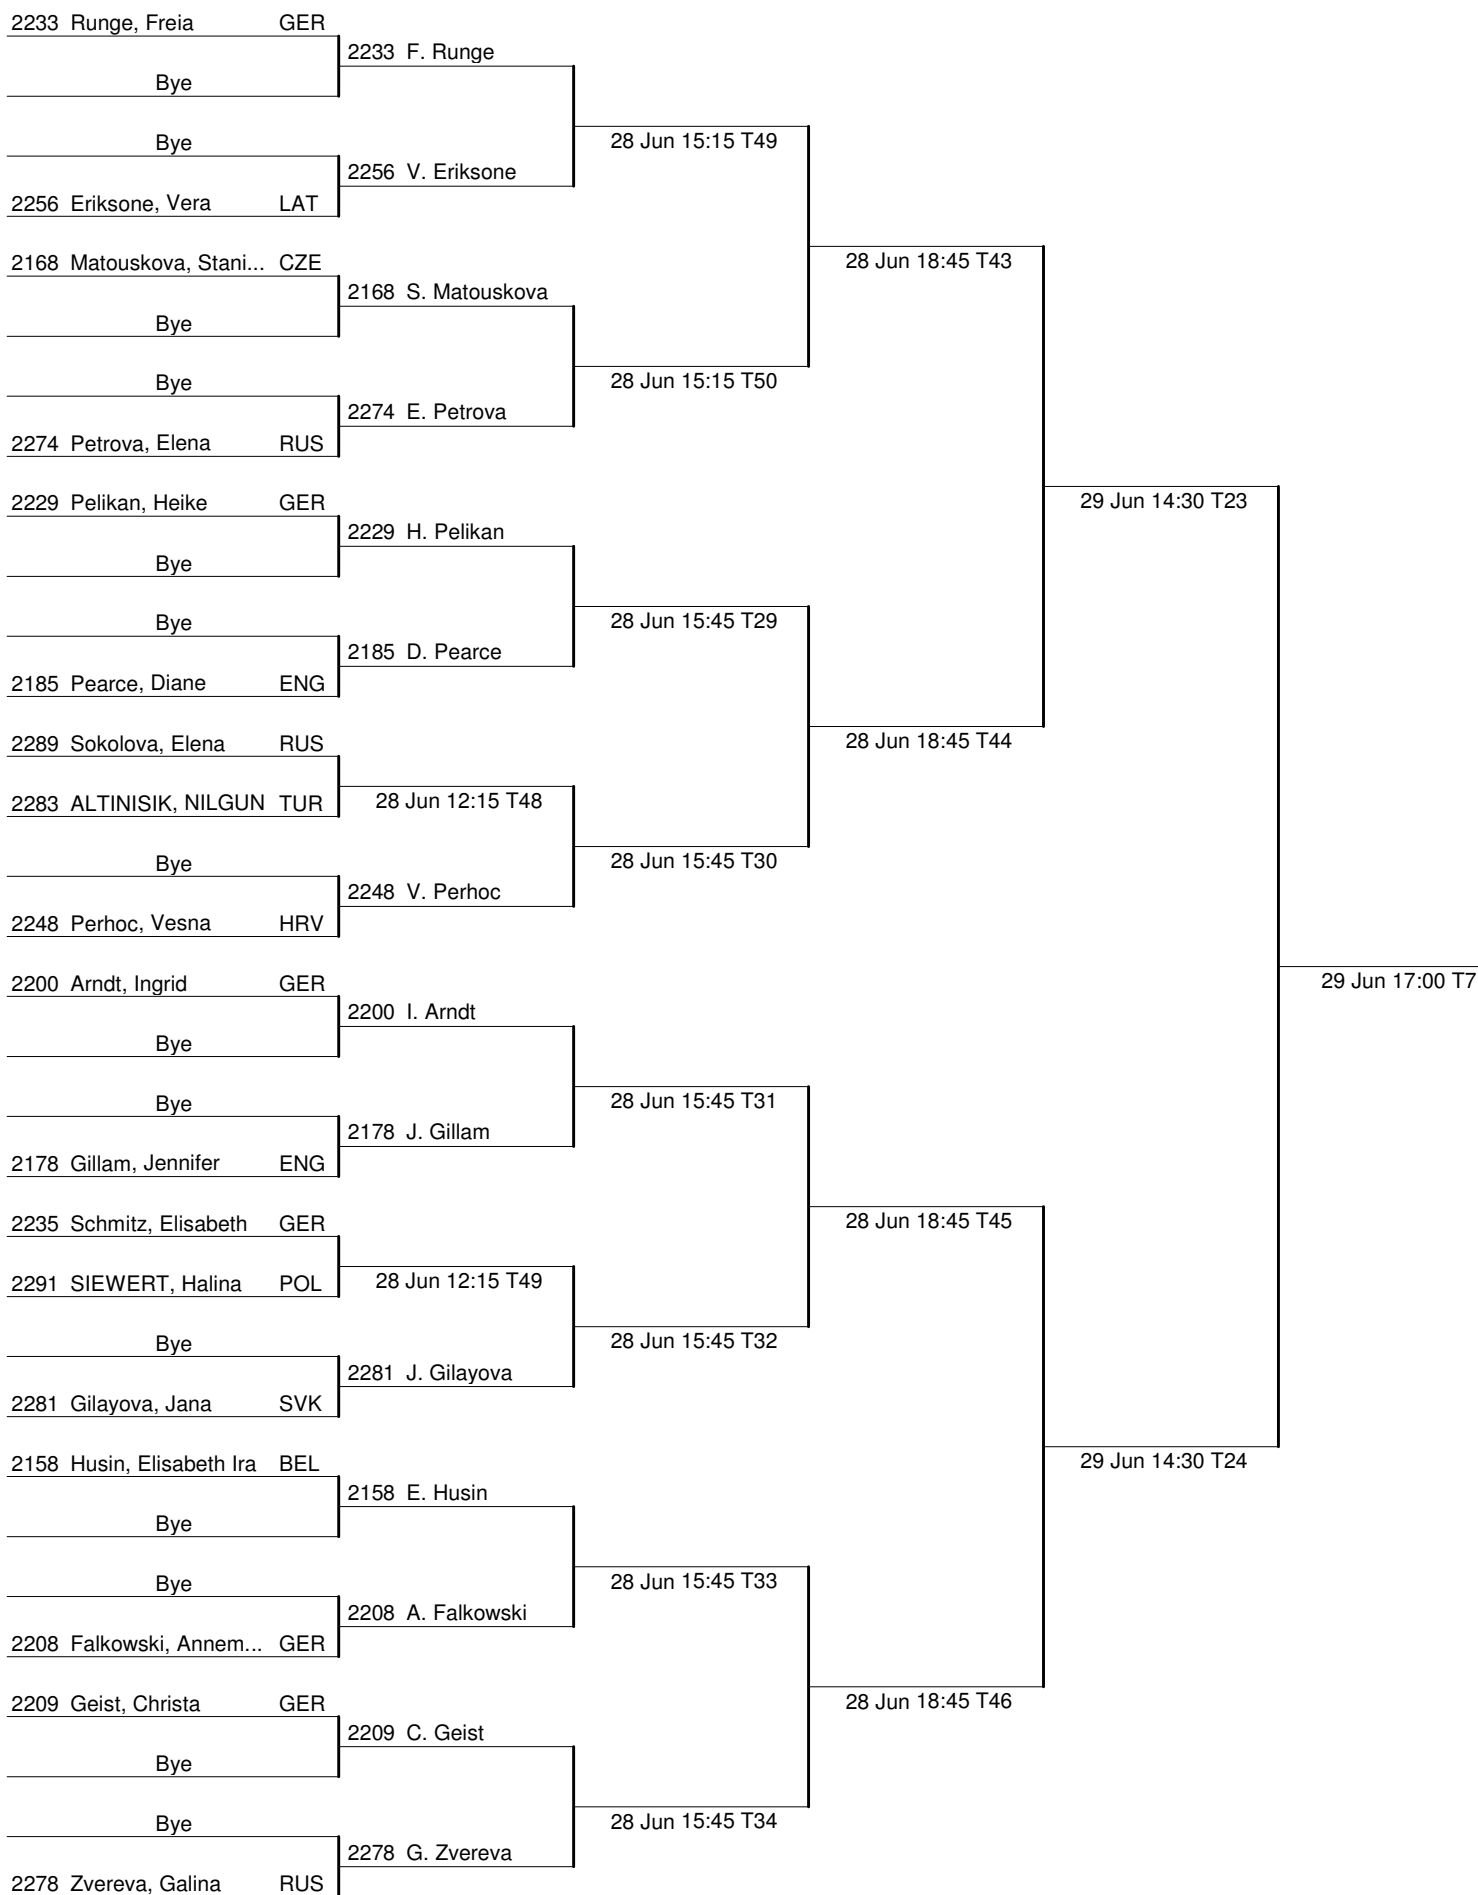 2233 Runge, Freia GER
2233 F. Runge
Bye
28 Jun 15:15 T49
Bye
2256 V. Eriksone
2256 Eriksone, Vera LAT
28 Jun 18:45 T43
2168 Matouskova, Stani... CZE
2168 S. Matouskova
Bye
28 Jun 15:15 T50
Bye
2274 E. Petrova
2274 Petrova, Elena RUS
29 Jun 14:30 T23
2229 Pelikan, Heike GER
2229 H. Pelikan
Bye
28 Jun 15:45 T29
Bye
2185 D. Pearce
2185 Pearce, Diane ENG
28 Jun 18:45 T44
2289 Sokolova, Elena RUS
2283 ALTINISIK, NILGUN TUR
28 Jun 12:15 T48
28 Jun 15:45 T30
Bye
2248 V. Perhoc
2248 Perhoc, Vesna HRV
29 Jun 17:00 T7
2200 Arndt, Ingrid GER
2200 I. Arndt
Bye
28 Jun 15:45 T31
Bye
2178 J. Gillam
2178 Gillam, Jennifer ENG
28 Jun 18:45 T45
2235 Schmitz, Elisabeth GER
2291 SIEWERT, Halina POL
28 Jun 12:15 T49
28 Jun 15:45 T32
Bye
2281 J. Gilayova
2281 Gilayova, Jana SVK
29 Jun 14:30 T24
2158 Husin, Elisabeth Ira BEL
2158 E. Husin
Bye
28 Jun 15:45 T33
Bye
2208 A. Falkowski
2208 Falkowski, Annem... GER
28 Jun 18:45 T46
2209 Geist, Christa GER
2209 C. Geist
Bye
28 Jun 15:45 T34
Bye
2278 G. Zvereva
2278 Zvereva, Galina RUS